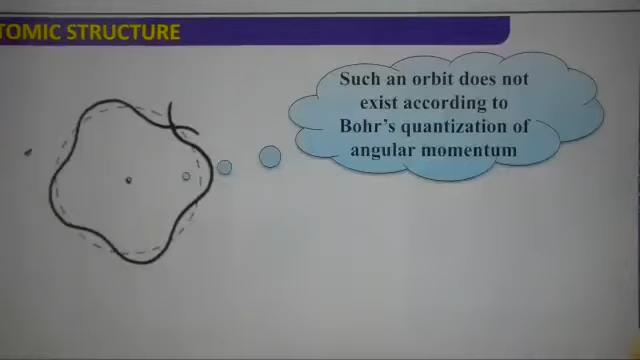 TOMIC STRUCTURE
Such an orbit does not
exist according to
Bohr's quantization of
angular momentum